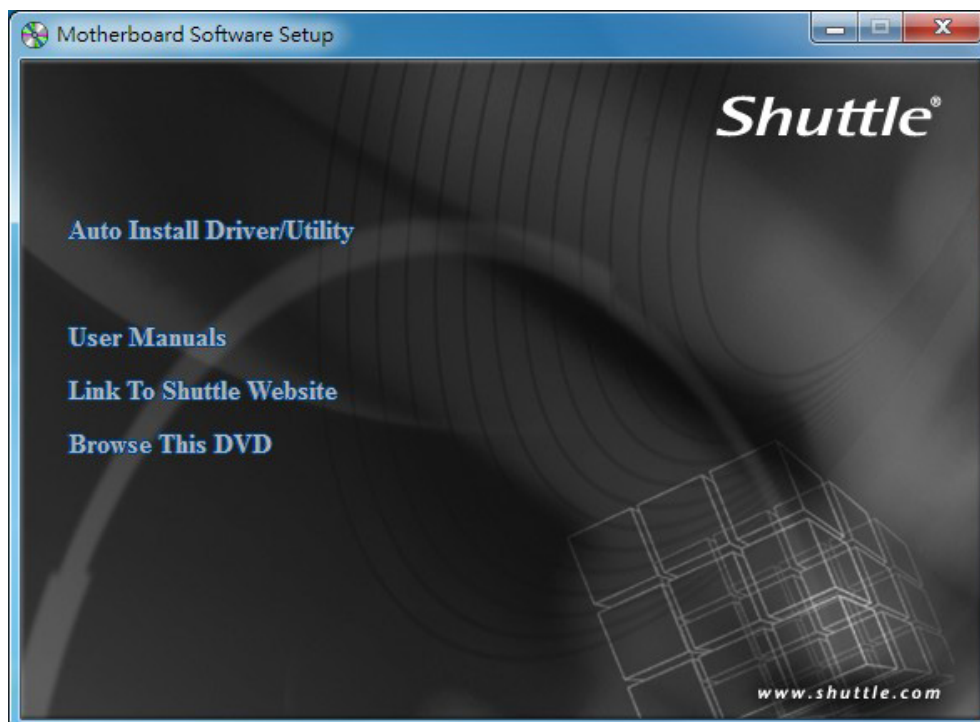 Motherboard Software Setup
Shuttle®
Auto Install Driver/Utility
User Manuals
Link To Shuttle Website
Browse This DVD
www.shuttle.com